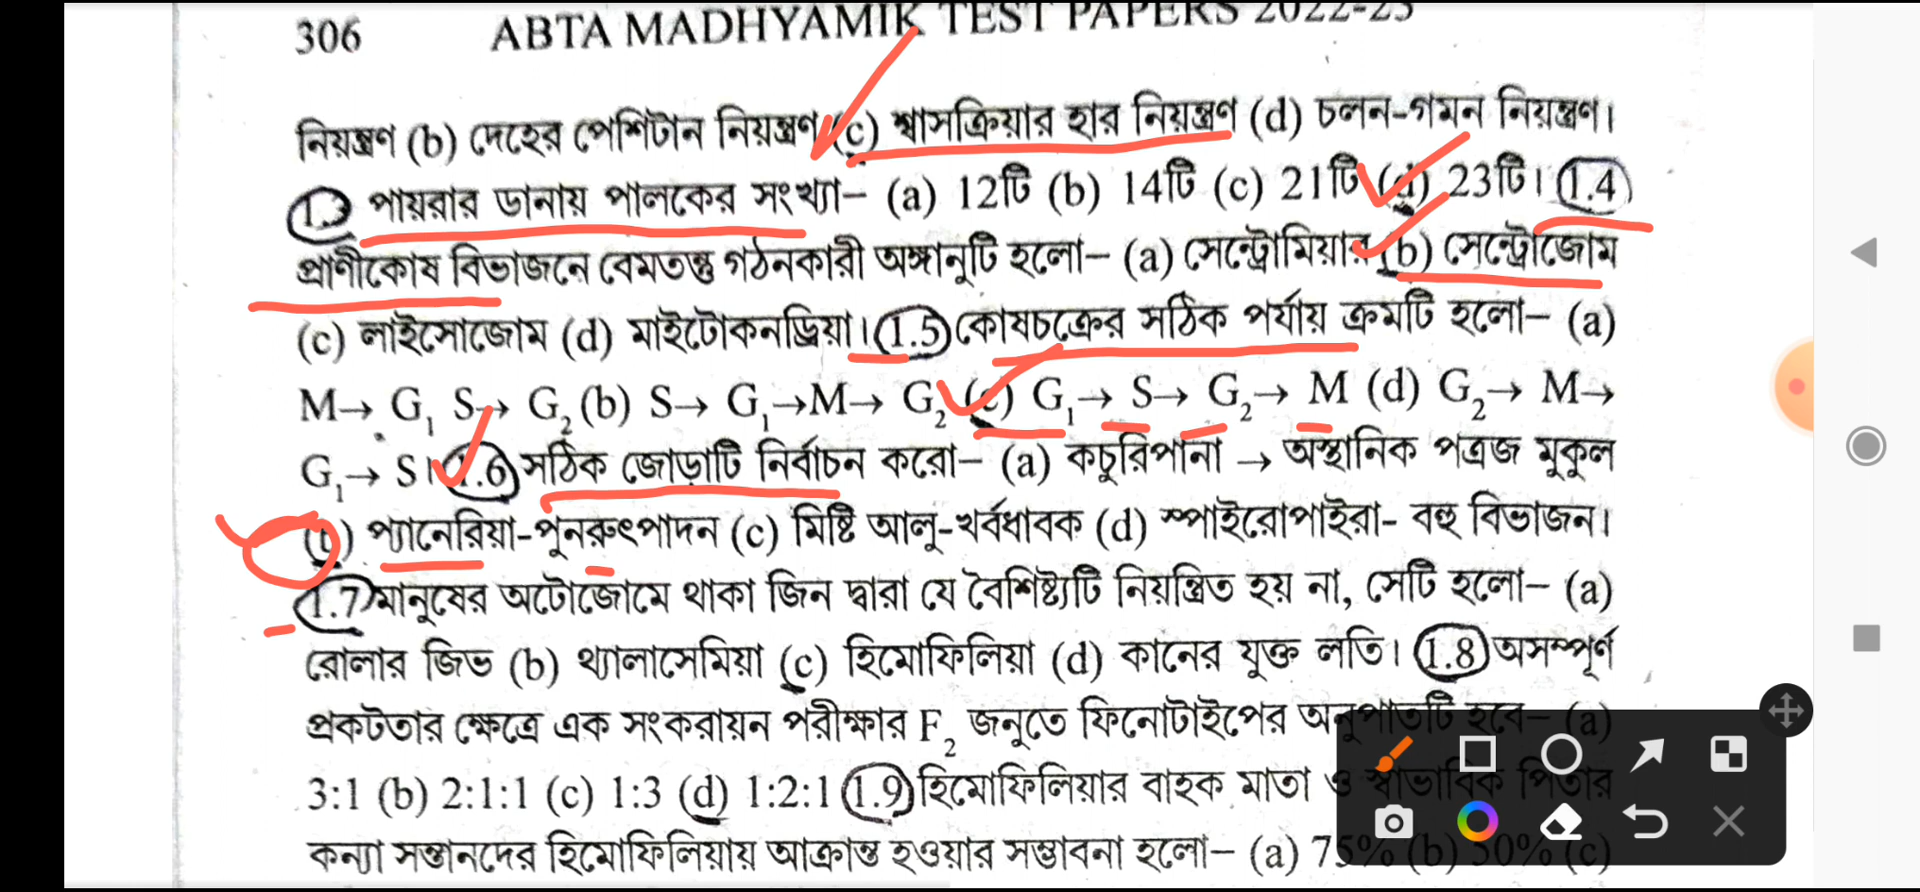 306 ABTA MADHYAMIK TEST PAPERS 2022-23
নিয়ন্ত্রণ (b) দেহের পেশিটান নিয়ন্ত্রণ (c) শ্বাসক্রিয়ার হার নিয়ন্ত্রণ (d) চলন-গমন নিয়ন্ত্রণ।
পায়রার ডানায় পালকের সংখ্যা– (a) 12টি (b) 14টি (c) 21টি (d) 23টি। 1.4
প্রাণীকোষ বিভাজনে বেমতন্তু গঠনকারী অঙ্গানুটি হলো– (a) সেন্ট্রোমিয়ার (b) সেন্ট্রোজোম
(c) লাইসোজোম (d) মাইটোকনড্রিয়া। 1.5 কোষচক্রের সঠিক পর্যায় ক্রমটি হলো– (a)
M→ G₁ S→ G₂ (b) S→ G₁→M→ G₂ (c) G₁→ S→ G₂→ M (d) G₂→ M→
G₁→ S। 1.6 সঠিক জোড়াটি নির্বাচন করো– (a) কচুরিপানা → অস্থানিক পত্রজ মুকুল
(b) প্যানেরিয়া-পুনরুৎপাদন (c) মিষ্টি আলু-খর্বধাবক (d) স্পাইরোপাইরা- বহু বিভাজন।
1.7 মানুষের অটোজোমে থাকা জিন দ্বারা যে বৈশিষ্ট্যটি নিয়ন্ত্রিত হয় না, সেটি হলো– (a)
রোলার জিভ (b) থ্যালাসেমিয়া (c) হিমোফিলিয়া (d) কানের যুক্ত লতি। 1.8 অসম্পূর্ণ
প্রকটতার ক্ষেত্রে এক সংকরায়ন পরীক্ষার F₂ জনুতে ফিনোটাইপের অনুপাতটি হবে– (a)
3:1 (b) 2:1:1 (c) 1:3 (d) 1:2:1 1.9 হিমোফিলিয়ার বাহক মাতা ও স্বাভাবিক পিতার
কন্যা সন্তানদের হিমোফিলিয়ায় আক্রান্ত হওয়ার সম্ভাবনা হলো– (a) 75% (b) 50% (c)